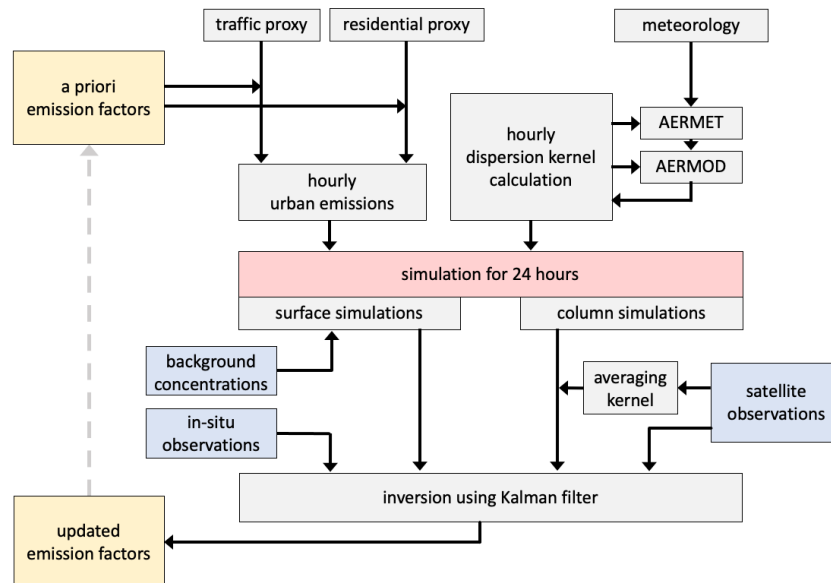 traffic proxy
residential proxy
meteorology
a priori
emission factors
hourly
dispersion kernel
calculation
AERMET
AERMOD
hourly
urban emissions
simulation for 24 hours
surface simulations
column simulations
background
concentrations
averaging
kernel
satellite
observations
in-situ
observations
inversion using Kalman filter
updated
emission factors